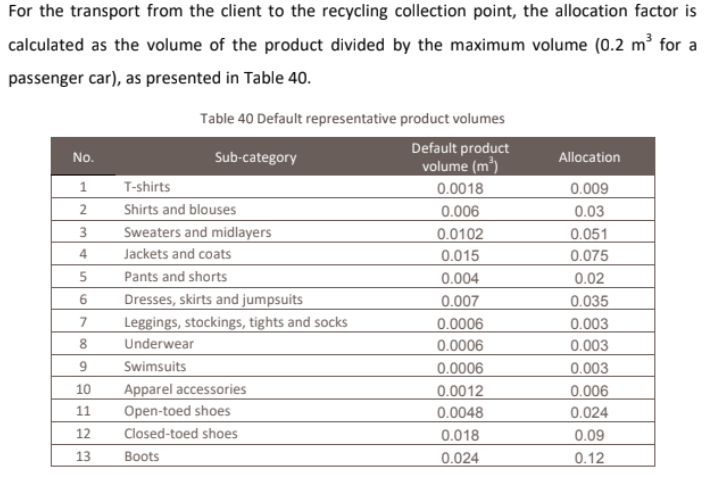 For the transport from the client to the recycling collection point, the allocation factor is
calculated as the volume of the product divided by the maximum volume (0.2 m³ for a
passenger car), as presented in Table 40.
Table 40 Default representative product volumes
No. Sub-category Default product volume (m³) Allocation
1 T-shirts 0.0018 0.009
2 Shirts and blouses 0.006 0.03
3 Sweaters and midlayers 0.0102 0.051
4 Jackets and coats 0.015 0.075
5 Pants and shorts 0.004 0.02
6 Dresses, skirts and jumpsuits 0.007 0.035
7 Leggings, stockings, tights and socks 0.0006 0.003
8 Underwear 0.0006 0.003
9 Swimsuits 0.0006 0.003
10 Apparel accessories 0.0012 0.006
11 Open-toed shoes 0.0048 0.024
12 Closed-toed shoes 0.018 0.09
13 Boots 0.024 0.12